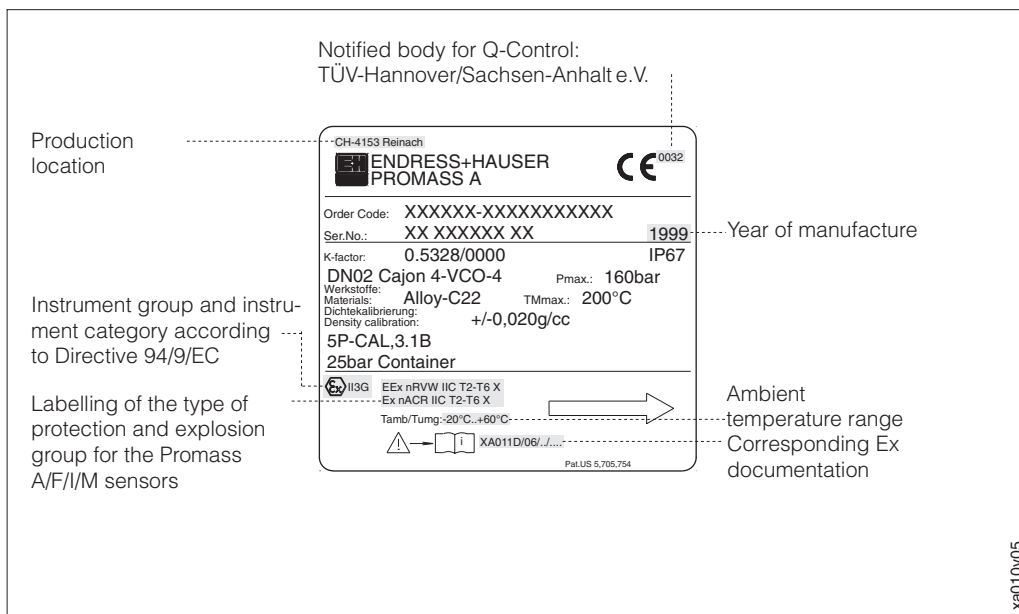 Notified body for Q-Control:
TÜV-Hannover/Sachsen-Anhalt e.V.
Production
location
CH-4153 Reinach
EH ENDRESS+HAUSER
PROMASS A
CE 0032
Order Code: XXXXXX-XXXXXXXXXXX
Ser.No.: XX XXXXXX XX 1999
Year of manufacture
K-factor: 0.5328/0000 IP67
DN02 Cajon 4-VCO-4 Pmax.: 160bar
Werkstoffe:
Materials: Alloy-C22 TMmax.: 200°C
Dichtekalibrierung:
Density calibration: +/-0,020g/cc
5P-CAL,3.1B
25bar Container
Instrument group and instru-
ment category according
to Directive 94/9/EC
Ex II3G EEx nRVW IIC T2-T6 X
Ex nACR IIC T2-T6 X
Tamb/Tumg:-20°C..+60°C
i XA011D/06/../....
Pat.US 5,705,754
Labelling of the type of
protection and explosion
group for the Promass
A/F/I/M sensors
Ambient
temperature range
Corresponding Ex
documentation
xa010y05